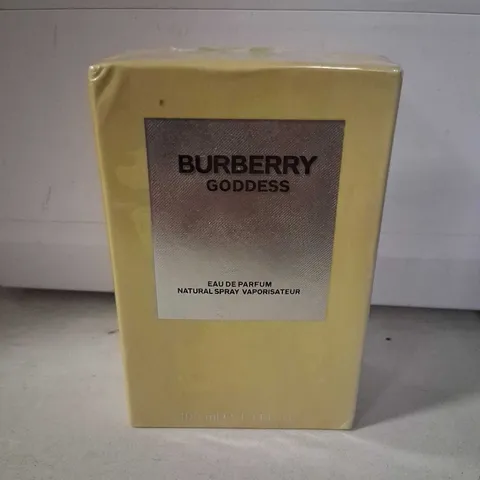 BURBERRY
GODDESS
EAU DE PARFUM
NATURAL SPRAY VAPORISATEUR